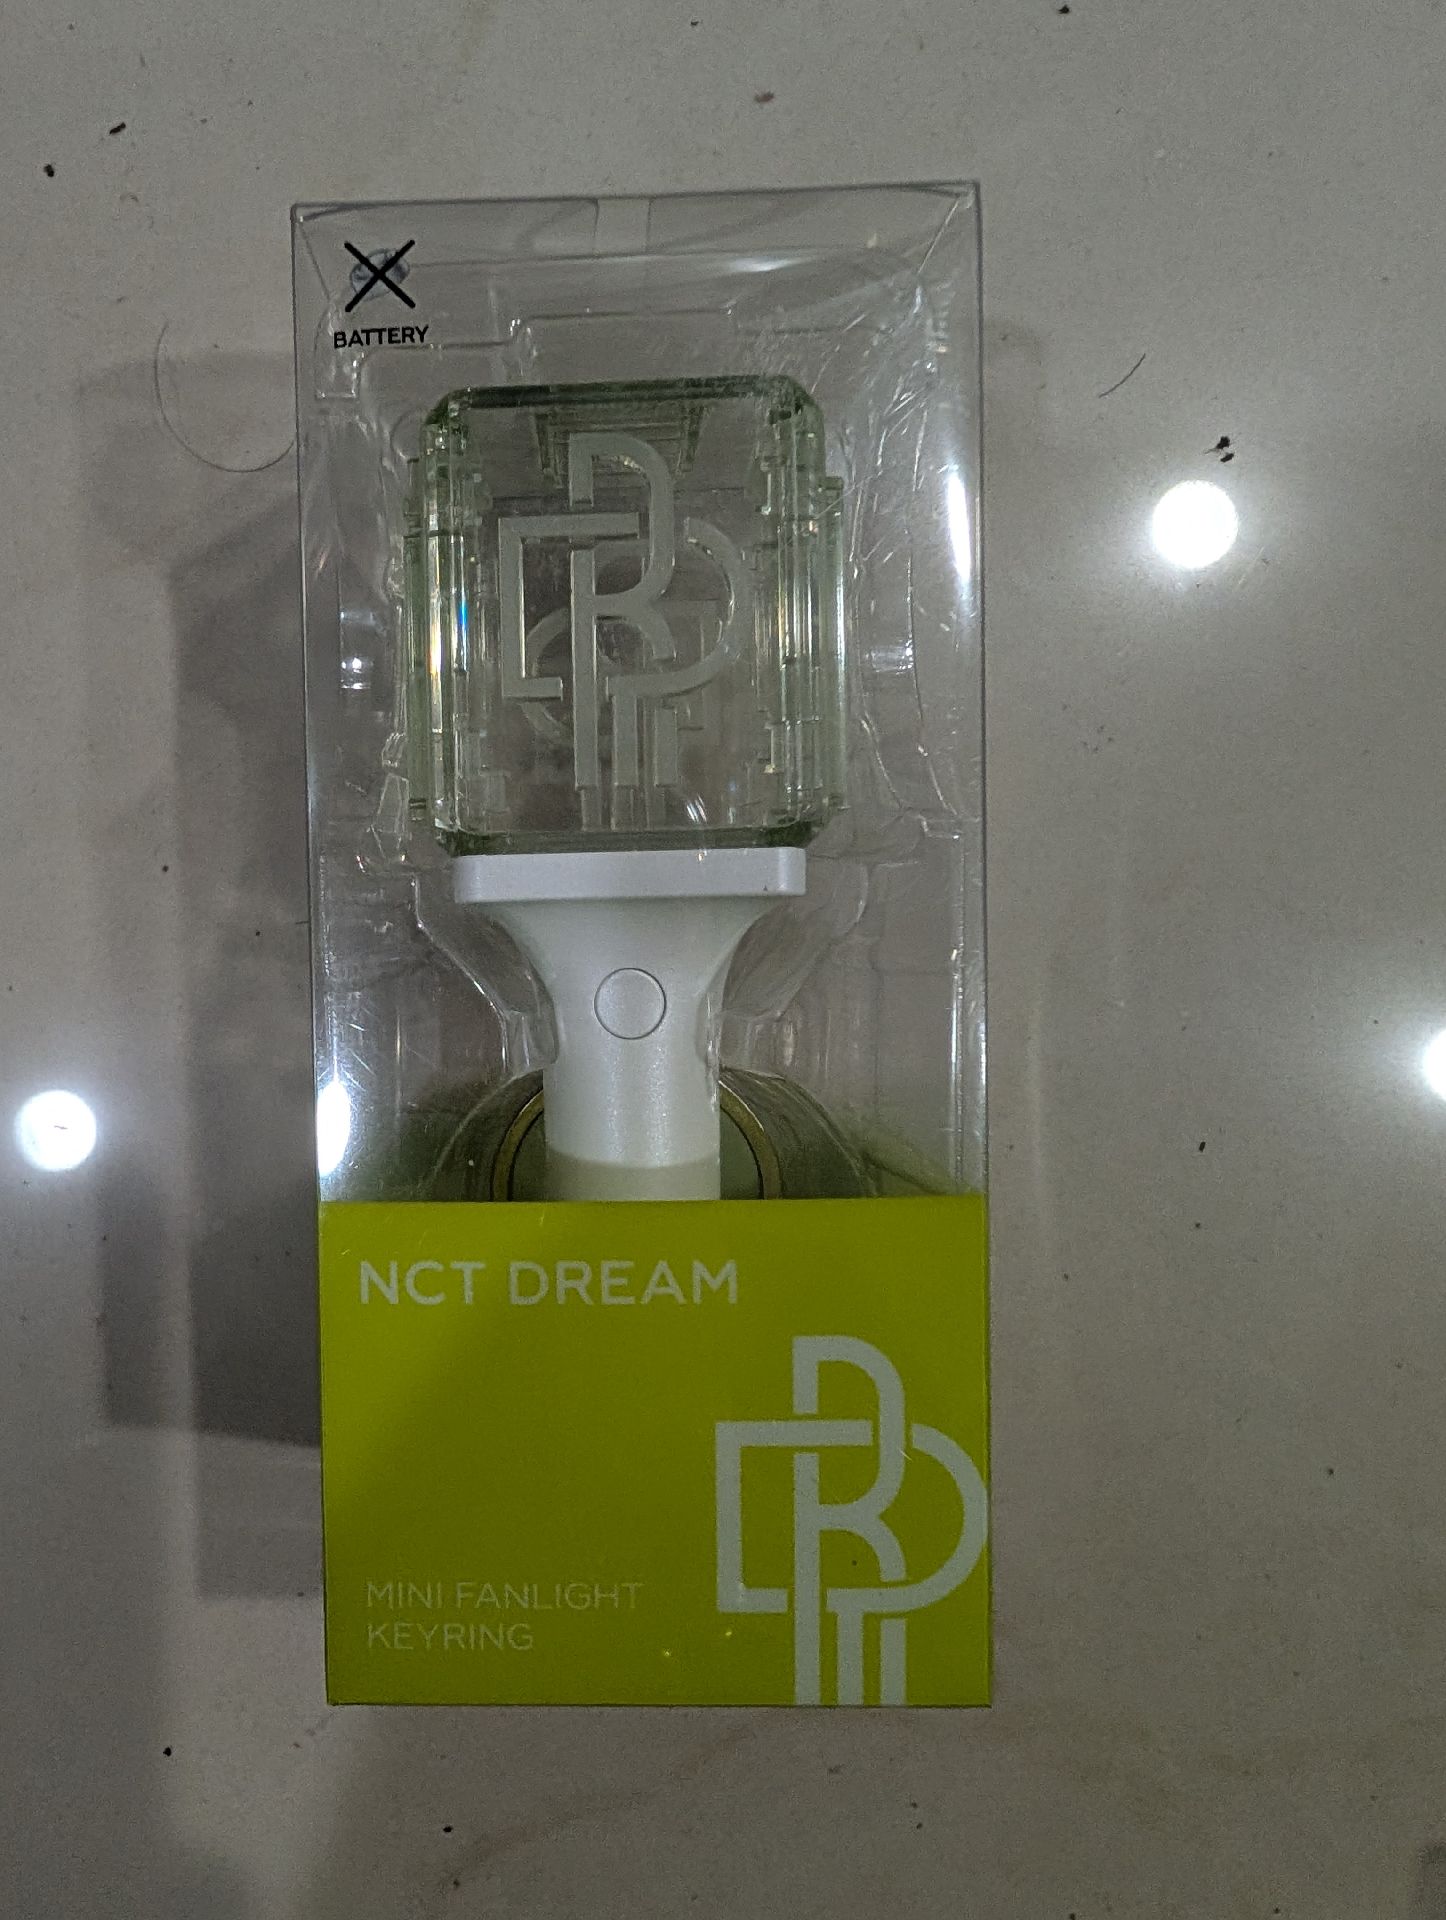 BATTERY
NCT DREAM
MINI FANLIGHT
KEYRING